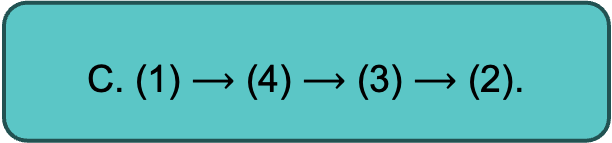 C. (1) ⟶ (4) ⟶ (3) ⟶ (2).